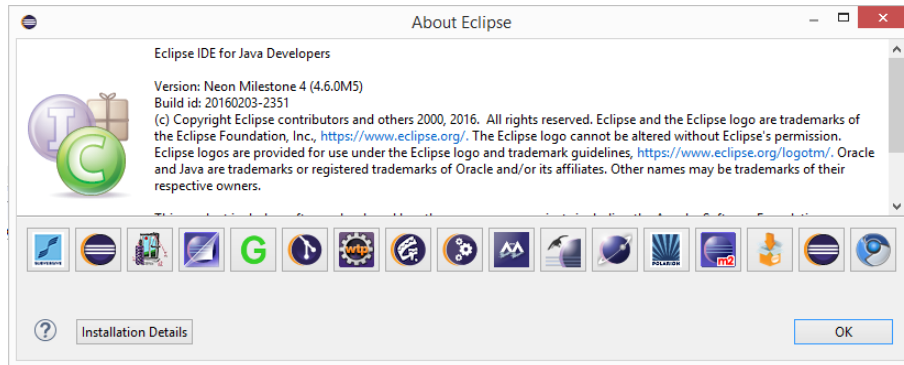 About Eclipse
Eclipse IDE for Java Developers
Version: Neon Milestone 4 (4.6.0M5)
Build id: 20160203-2351
(c) Copyright Eclipse contributors and others 2000, 2016.  All rights reserved. Eclipse and the Eclipse logo are trademarks of
the Eclipse Foundation, Inc., https://www.eclipse.org/. The Eclipse logo cannot be altered without Eclipse's permission.
Eclipse logos are provided for use under the Eclipse logo and trademark guidelines, https://www.eclipse.org/logotm/. Oracle
and Java are trademarks or registered trademarks of Oracle and/or its affiliates. Other names may be trademarks of their
respective owners.
I C
SUBVERSIVE G wtp POLARION m2
? Installation Details OK